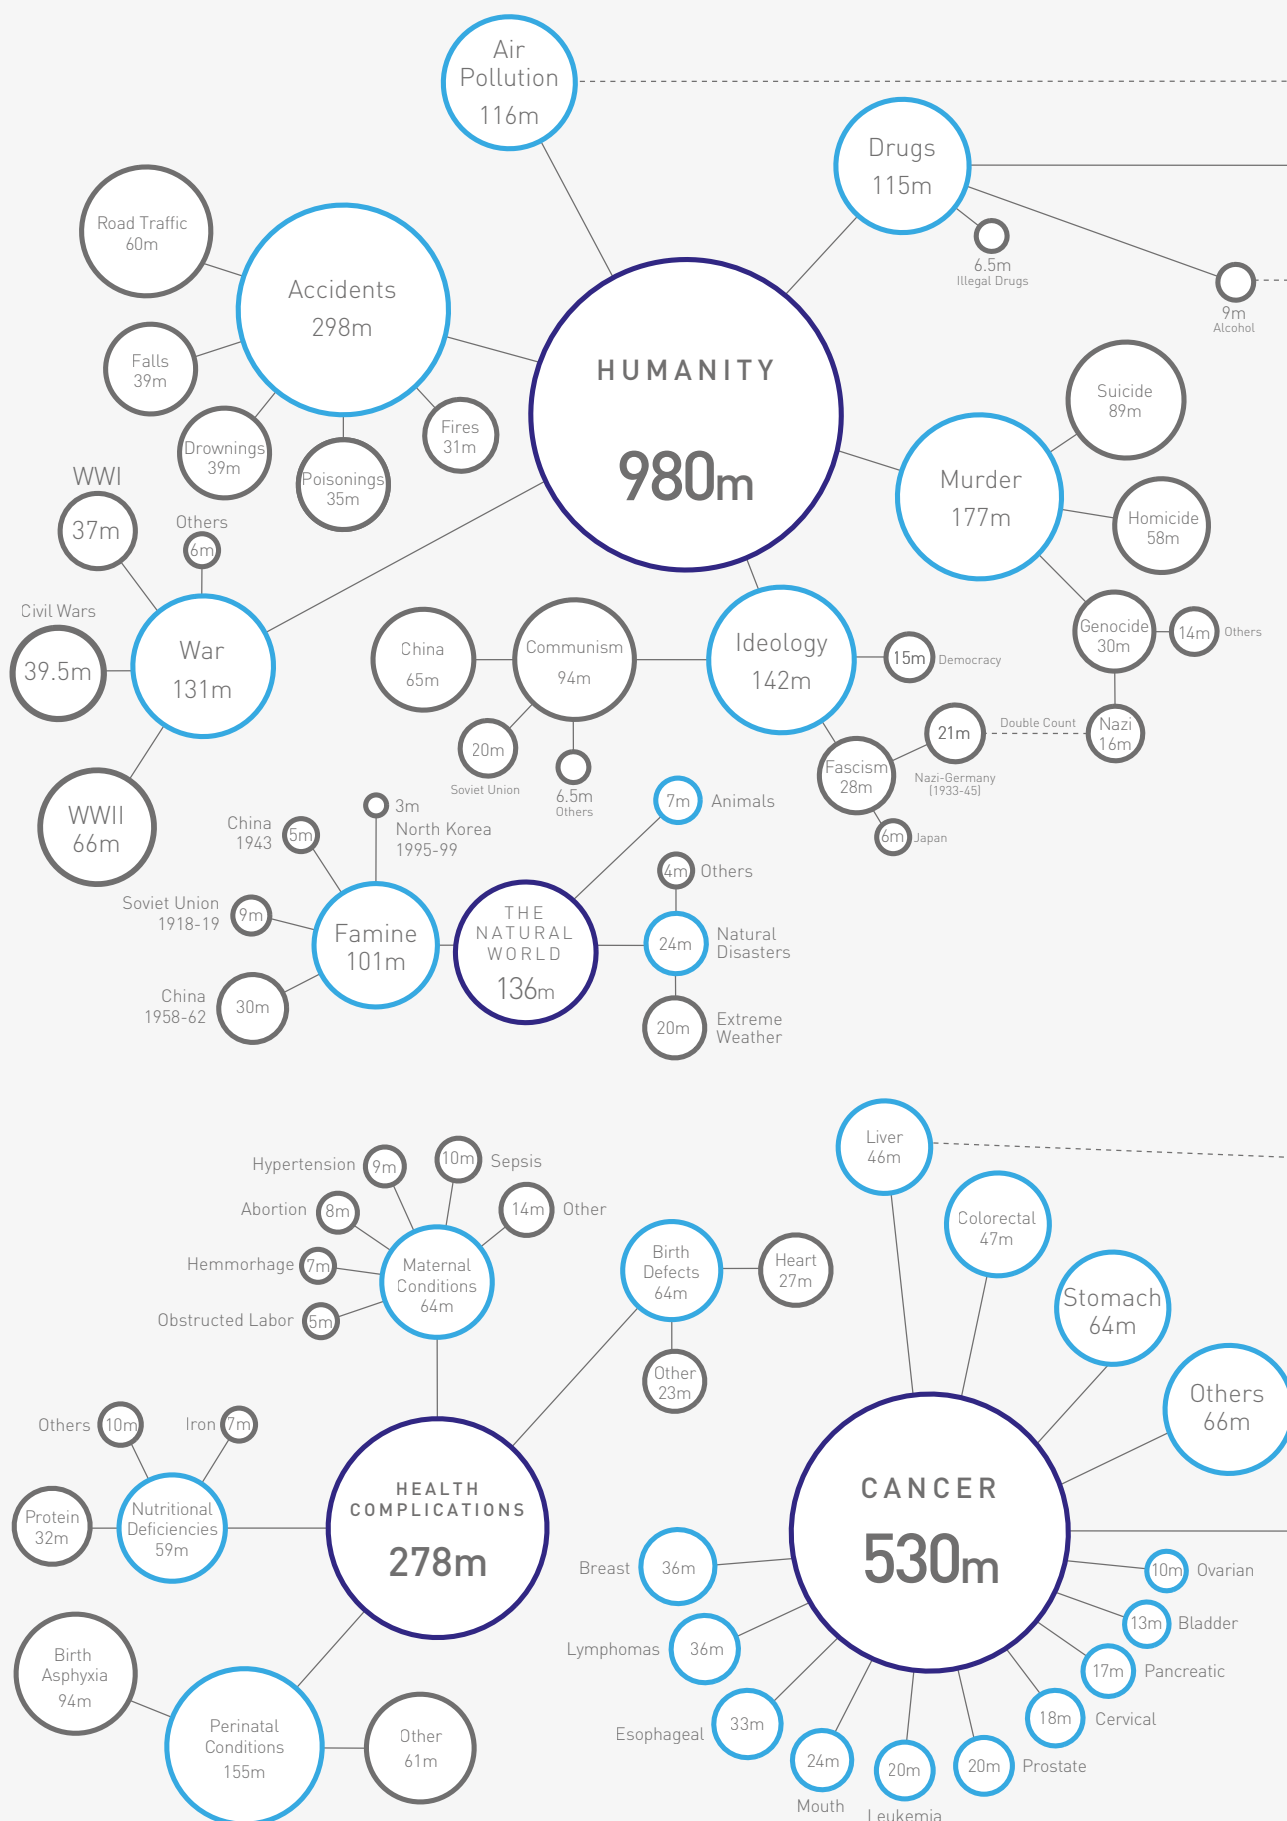 Air
Pollution
116m
Drugs
115m
6.5m
Illegal Drugs
9m
Alcohol
Road Traffic
60m
Accidents
298m
Falls
39m
Drownings
39m
Poisonings
35m
Fires
31m
HUMANITY
980m
Suicide
89m
Murder
177m
Homicide
58m
Genocide
30m
14m
Others
Nazi
16m
Double Count
WWI
37m
Others
6m
Civil Wars
39.5m
War
131m
WWII
66m
China
65m
Communism
94m
20m
Soviet Union
6.5m
Others
Ideology
142m
15m
Democracy
Fascism
28m
21m
Nazi-Germany
(1933-45)
6m
Japan
3m
North Korea
1995-99
China
1943
5m
Soviet Union
1918-19
9m
Famine
101m
China
1958-62
30m
THE
NATURAL
WORLD
136m
7m
Animals
4m
Others
24m
Natural
Disasters
20m
Extreme
Weather
Hypertension
9m
10m
Sepsis
Abortion
8m
14m
Other
Hemmorhage
7m
Obstructed Labor
5m
Maternal
Conditions
64m
Birth
Defects
64m
Heart
27m
Other
23m
Others
10m
Iron
7m
Protein
32m
Nutritional
Deficiencies
59m
HEALTH
COMPLICATIONS
278m
Birth
Asphyxia
94m
Perinatal
Conditions
155m
Other
61m
Liver
46m
Colorectal
47m
Stomach
64m
Others
66m
CANCER
530m
Breast
36m
Lymphomas
36m
Esophageal
33m
24m
Mouth
20m
Leukemia
20m
Prostate
18m
Cervical
17m
Pancreatic
13m
Bladder
10m
Ovarian